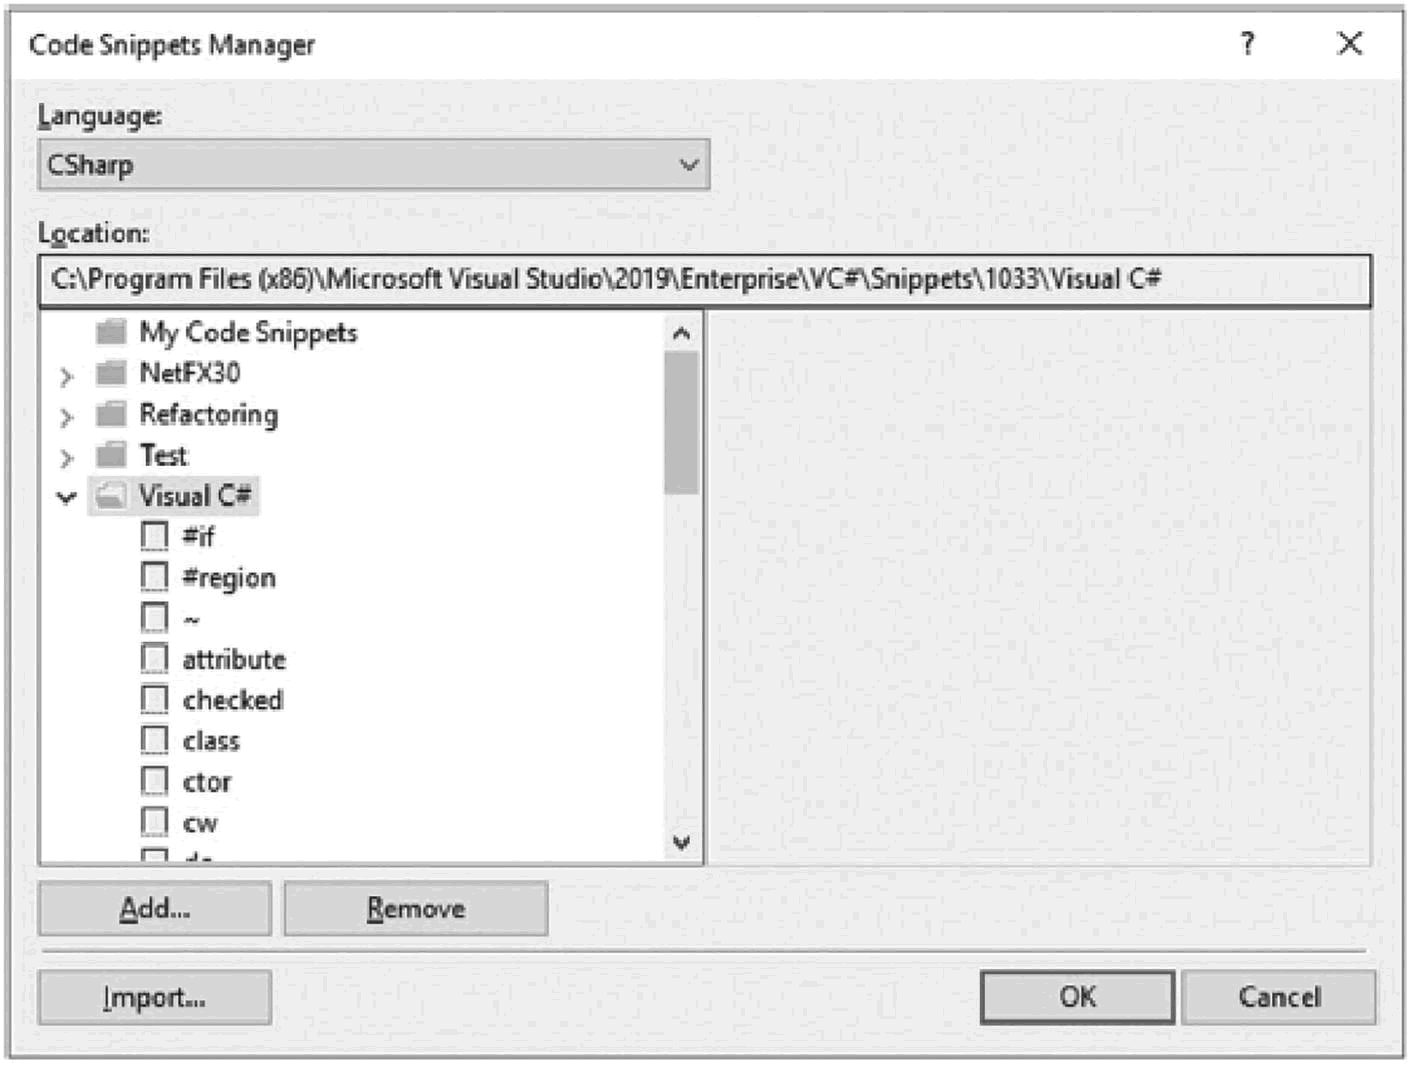 Code Snippets Manager
?
Language:
CSharp
Location:
C:\Program Files (x86)\Microsoft Visual Studio\2019\Enterprise\VC#\Snippets\1033\Visual C#
My Code Snippets
NetFX30
Refactoring
Test
Visual C#
#if
#region
~
attribute
checked
class
ctor
cw
Add...
Remove
Import...
OK
Cancel